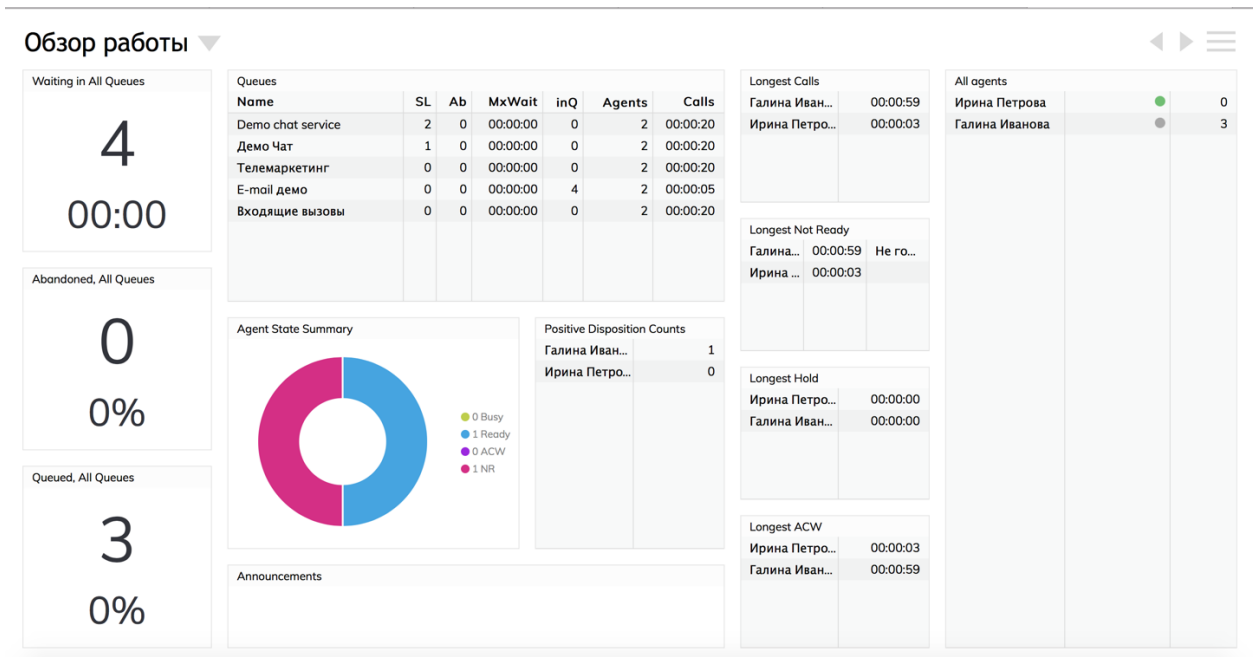 Обзор работы
Waiting in All Queues
4
00:00
Abandoned, All Queues
0
0%
Queued, All Queues
3
0%
Queues
Name SL Ab MxWait inQ Agents Calls
Demo chat service 2 0 00:00:00 0 2 00:00:20
Демо Чат 1 0 00:00:00 0 2 00:00:20
Телемаркетинг 0 0 00:00:00 0 2 00:00:20
E-mail демо 0 0 00:00:00 4 2 00:00:05
Входящие вызовы 0 0 00:00:00 0 2 00:00:20
Agent State Summary
0 Busy
1 Ready
0 ACW
1 NR
Positive Disposition Counts
Галина Иван... 1
Ирина Петро... 0
Announcements
Longest Calls
Галина Иван... 00:00:59
Ирина Петро... 00:00:03
Longest Not Ready
Галина... 00:00:59 Не го...
Ирина ... 00:00:03
Longest Hold
Ирина Петро... 00:00:00
Галина Иван... 00:00:00
Longest ACW
Ирина Петро... 00:00:03
Галина Иван... 00:00:59
All agents
Ирина Петрова 0
Галина Иванова 3